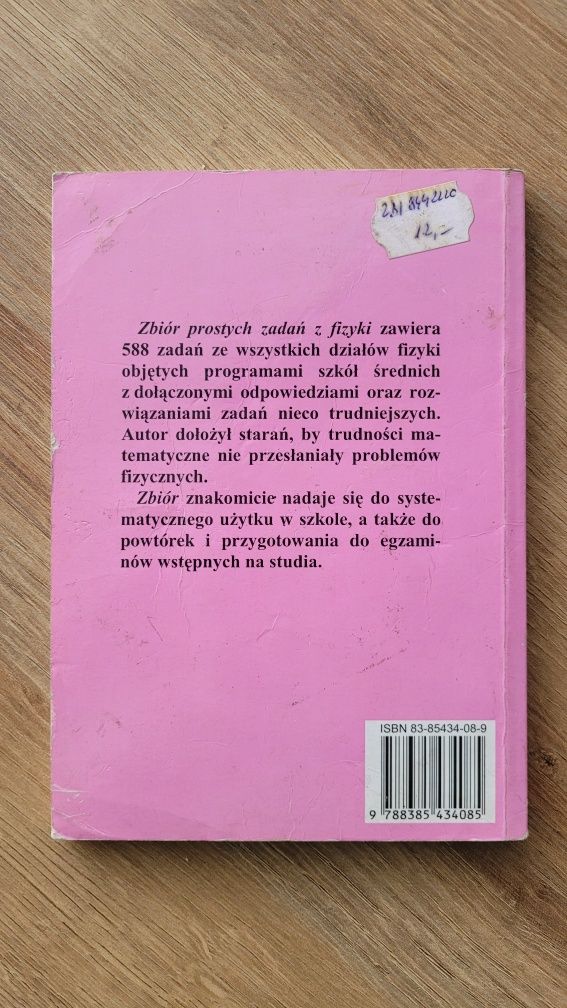 12,-
Zbiór prostych zadań z fizyki zawiera
588 zadań ze wszystkich działów fizyki
objętych programami szkół średnich
z dołączonymi odpowiedziami oraz roz-
wiązaniami zadań nieco trudniejszych.
Autor dołożył starań, by trudności ma-
tematyczne nie przesłaniały problemów
fizycznych.
Zbiór znakomicie nadaje się do syste-
matycznego użytku w szkole, a także do
powtórek i przygotowania do egzami-
nów wstępnych na studia.
ISBN 83-85434-08-9
9 788385 434085